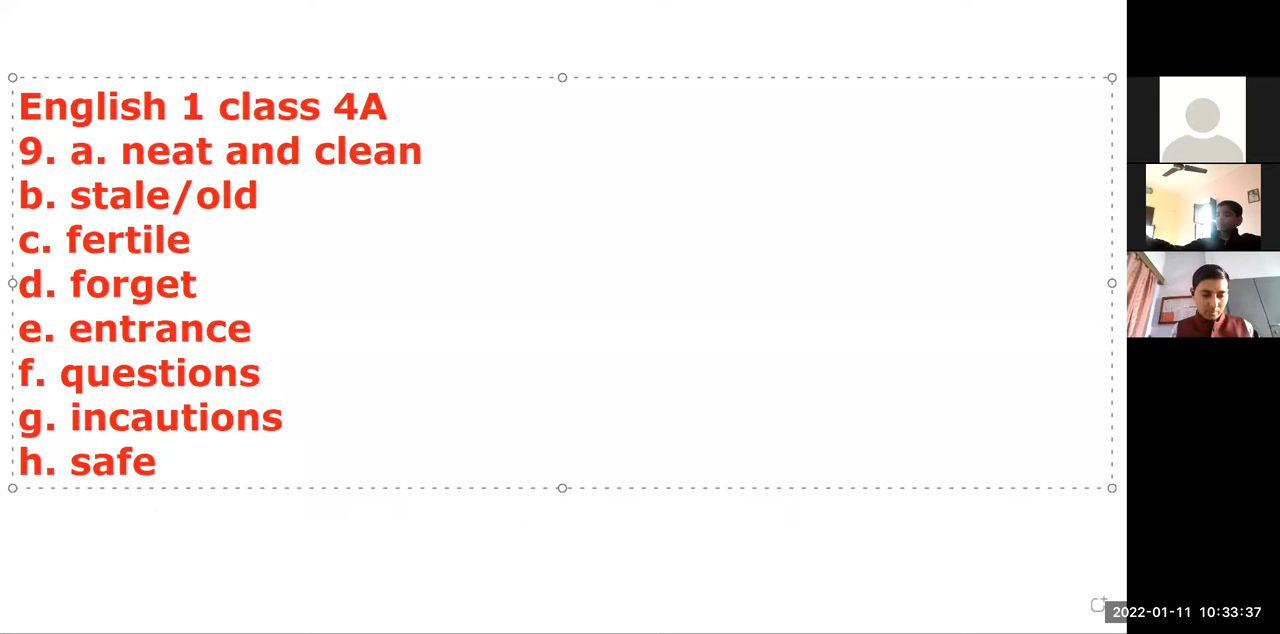 English 1 class 4A
9. a. neat and clean
b. stale/old
c. fertile
d. forget
e. entrance
f. questions
g. incautions
h. safe
2022-01-11 10:33:37